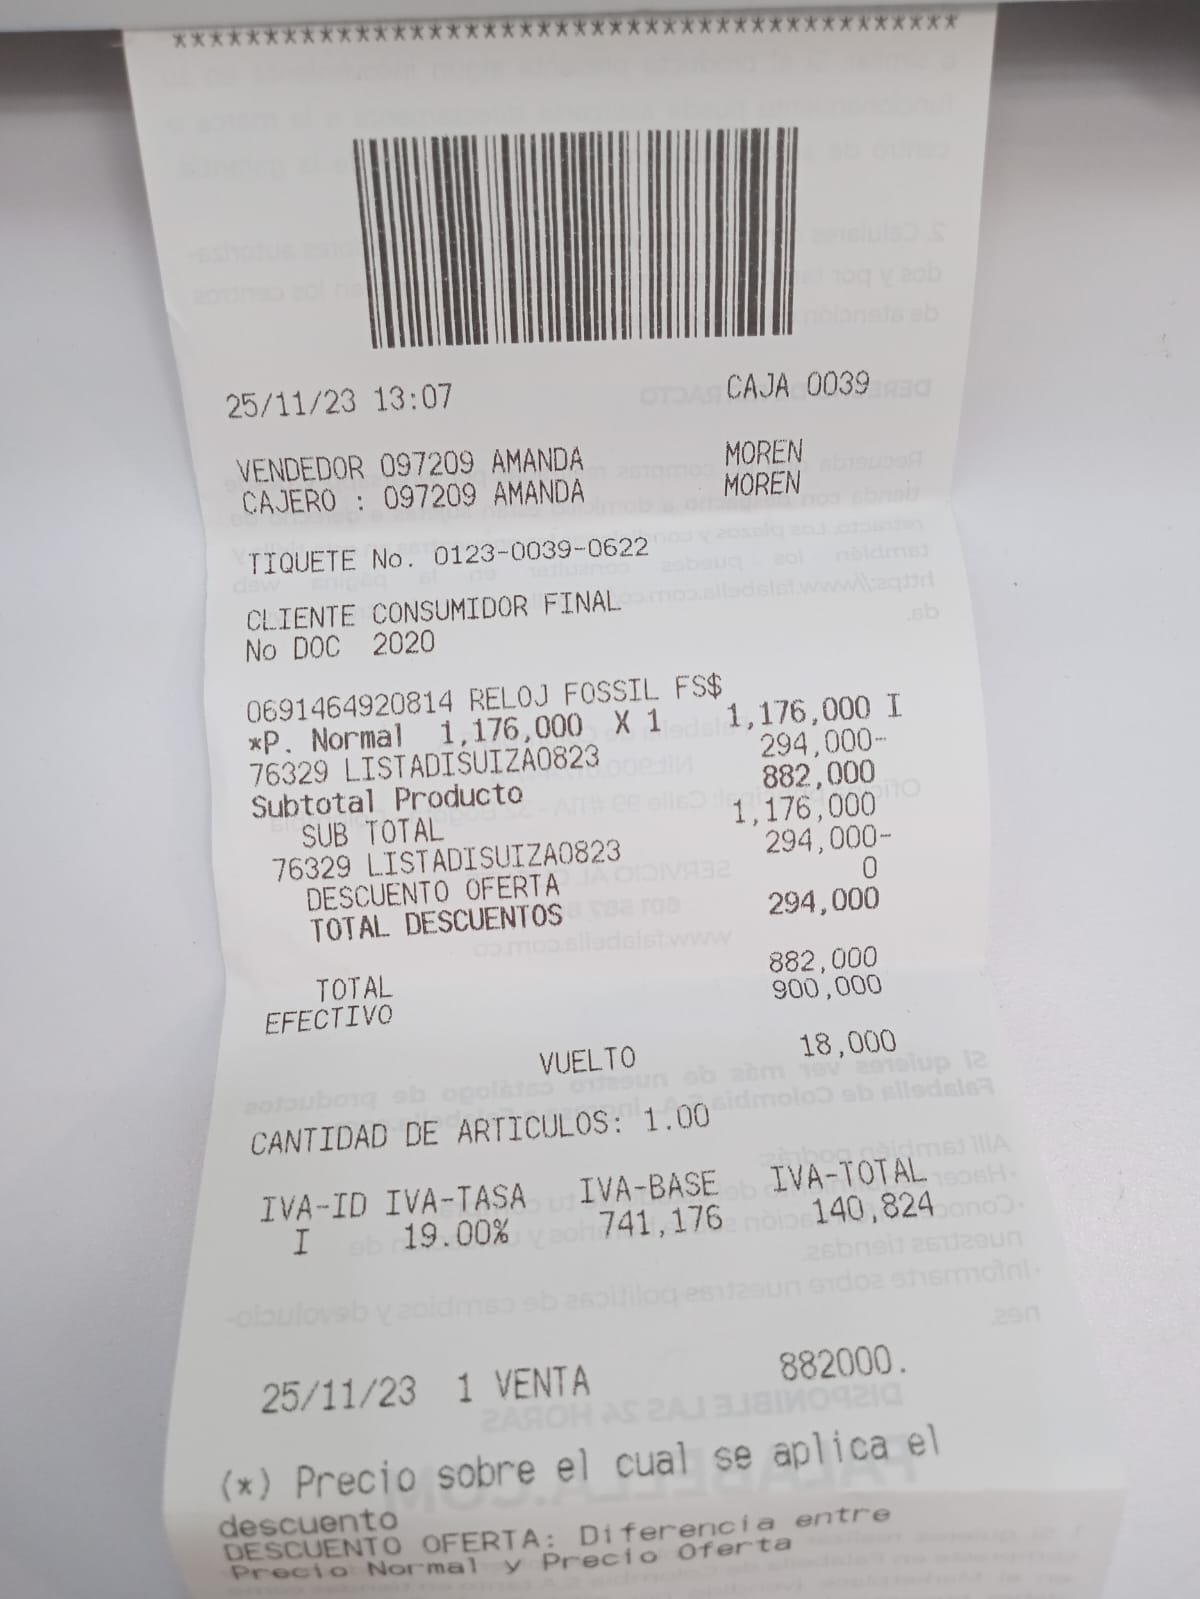 ****************************************
25/11/23 13:07 CAJA 0039
VENDEDOR 097209 AMANDA MOREN
CAJERO : 097209 AMANDA MOREN
TIQUETE No. 0123-0039-0622
CLIENTE CONSUMIDOR FINAL
No DOC 2020
0691464920814 RELOJ FOSSIL FS$
*P. Normal 1,176,000 X 1 1,176,000 I
76329 LISTADISUIZA0823 294,000-
Subtotal Producto 882,000
SUB TOTAL 1,176,000
76329 LISTADISUIZA0823 294,000-
DESCUENTO OFERTA 0
TOTAL DESCUENTOS 294,000
TOTAL 882,000
EFECTIVO 900,000
VUELTO 18,000
CANTIDAD DE ARTICULOS: 1.00
IVA-ID IVA-TASA IVA-BASE IVA-TOTAL
I 19.00% 741,176 140,824
25/11/23 1 VENTA 882000.
(*) Precio sobre el cual se aplica el
descuento
DESCUENTO OFERTA: Diferencia entre
Precio Normal y Precio Oferta